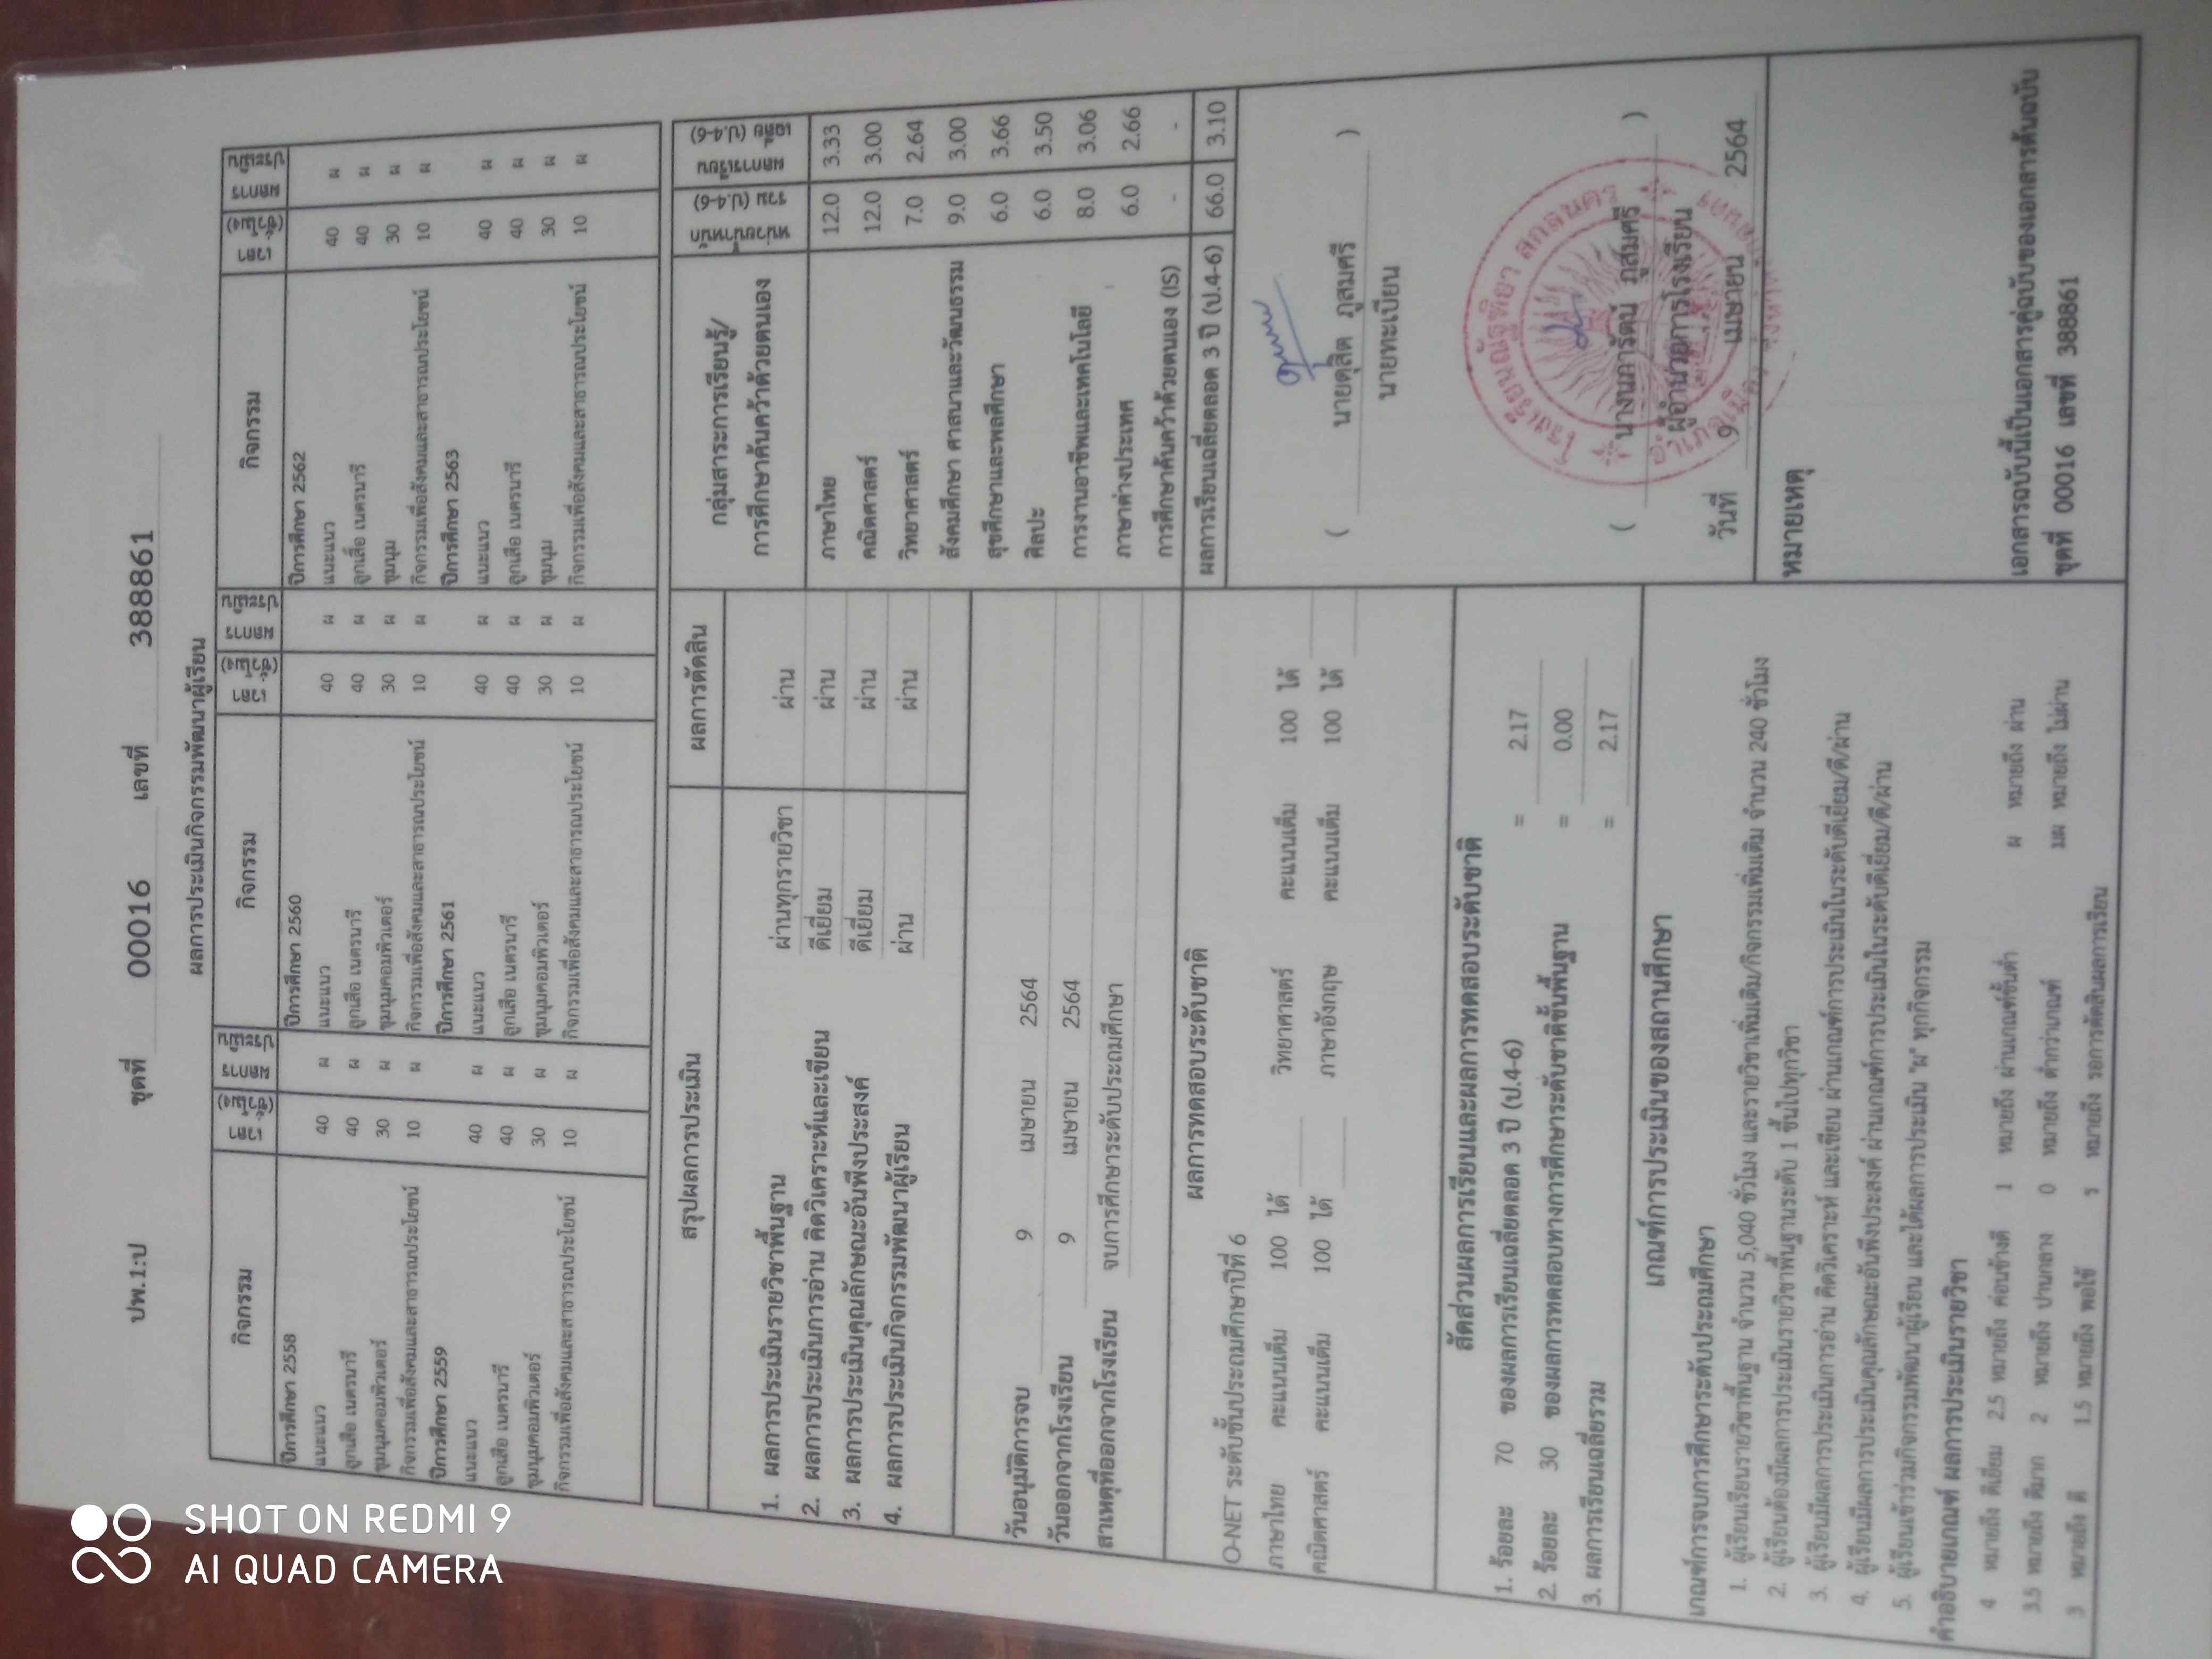 ปพ.1:ป ชุดที่ 00016 เลขที่ 388861
ผลการประเมินกิจกรรมพัฒนาผู้เรียน
กิจกรรม เวลา (ชั่วโมง) ผลการประเมิน กิจกรรม เวลา (ชั่วโมง) ผลการประเมิน กิจกรรม เวลา (ชั่วโมง) ผลการประเมิน
ปีการศึกษา 2558 ปีการศึกษา 2560 ปีการศึกษา 2562
แนะแนว 40 ผ แนะแนว 40 ผ แนะแนว 40 ผ
ลูกเสือ เนตรนารี 40 ผ ลูกเสือ เนตรนารี 40 ผ ลูกเสือ เนตรนารี 40 ผ
ชุมนุมคอมพิวเตอร์ 30 ผ ชุมนุมคอมพิวเตอร์ 30 ผ ชุมนุม 30 ผ
กิจกรรมเพื่อสังคมและสาธารณประโยชน์ 10 ผ กิจกรรมเพื่อสังคมและสาธารณประโยชน์ 10 ผ กิจกรรมเพื่อสังคมและสาธารณประโยชน์ 10 ผ
ปีการศึกษา 2559 ปีการศึกษา 2561 ปีการศึกษา 2563
แนะแนว 40 ผ แนะแนว 40 ผ แนะแนว 40 ผ
ลูกเสือ เนตรนารี 40 ผ ลูกเสือ เนตรนารี 40 ผ ลูกเสือ เนตรนารี 40 ผ
ชุมนุมคอมพิวเตอร์ 30 ผ ชุมนุมคอมพิวเตอร์ 30 ผ ชุมนุม 30 ผ
กิจกรรมเพื่อสังคมและสาธารณประโยชน์ 10 ผ กิจกรรมเพื่อสังคมและสาธารณประโยชน์ 10 ผ กิจกรรมเพื่อสังคมและสาธารณประโยชน์ 10 ผ
สรุปผลการประเมิน ผลการตัดสิน
1. ผลการประเมินรายวิชาพื้นฐาน ผ่านทุกรายวิชา ผ่าน
2. ผลการประเมินการอ่าน คิดวิเคราะห์และเขียน ดีเยี่ยม ผ่าน
3. ผลการประเมินคุณลักษณะอันพึงประสงค์ ดีเยี่ยม ผ่าน
4. ผลการประเมินกิจกรรมพัฒนาผู้เรียน ผ่าน ผ่าน
วันอนุมัติการจบ 9 เมษายน 2564
วันออกจากโรงเรียน 9 เมษายน 2564
สาเหตุที่ออกจากโรงเรียน จบการศึกษาระดับประถมศึกษา
ผลการทดสอบระดับชาติ
O-NET ระดับชั้นประถมศึกษาปีที่ 6
ภาษาไทย คะแนนเต็ม 100 ได้ วิทยาศาสตร์ คะแนนเต็ม 100 ได้
คณิตศาสตร์ คะแนนเต็ม 100 ได้ ภาษาอังกฤษ คะแนนเต็ม 100 ได้
สัดส่วนผลการเรียนและผลการทดสอบระดับชาติ
1. ร้อยละ 70 ของผลการเรียนเฉลี่ยตลอด 3 ปี (ป.4-6) = 2.17
2. ร้อยละ 30 ของผลการทดสอบทางการศึกษาระดับชาติขั้นพื้นฐาน = 0.00
3. ผลการเรียนเฉลี่ยรวม = 2.17
เกณฑ์การประเมินของสถานศึกษา
เกณฑ์การจบการศึกษาระดับประถมศึกษา
1. ผู้เรียนเรียนรายวิชาพื้นฐาน จำนวน 5,040 ชั่วโมง และรายวิชาเพิ่มเติม/กิจกรรมเพิ่มเติม จำนวน 240 ชั่วโมง
2. ผู้เรียนต้องมีผลการประเมินรายวิชาพื้นฐานระดับ 1 ขึ้นไปทุกวิชา
3. ผู้เรียนมีผลการประเมินการอ่าน คิดวิเคราะห์ และเขียน ผ่านเกณฑ์การประเมินในระดับดีเยี่ยม/ดี/ผ่าน
4. ผู้เรียนมีผลการประเมินคุณลักษณะอันพึงประสงค์ ผ่านเกณฑ์การประเมินในระดับดีเยี่ยม/ดี/ผ่าน
5. ผู้เรียนเข้าร่วมกิจกรรมพัฒนาผู้เรียน และได้ผลการประเมิน "ผ" ทุกกิจกรรม
คำอธิบายเกณฑ์ ผลการประเมินรายวิชา
4 หมายถึง ดีเยี่ยม 2.5 หมายถึง ค่อนข้างดี 1 หมายถึง ผ่านเกณฑ์ขั้นต่ำ ผ หมายถึง ผ่าน
3.5 หมายถึง ดีมาก 2 หมายถึง ปานกลาง 0 หมายถึง ต่ำกว่าเกณฑ์ มผ หมายถึง ไม่ผ่าน
3 หมายถึง ดี 1.5 หมายถึง พอใช้ ร หมายถึง รอการตัดสินผลการเรียน
กลุ่มสาระการเรียนรู้/ หน่วยน้ำหนัก ผลการเรียน
การศึกษาค้นคว้าด้วยตนเอง รวม (ป.4-6) เฉลี่ย (ป.4-6)
ภาษาไทย 12.0 3.33
คณิตศาสตร์ 12.0 3.00
วิทยาศาสตร์ 7.0 2.64
สังคมศึกษา ศาสนาและวัฒนธรรม 9.0 3.00
สุขศึกษาและพลศึกษา 6.0 3.66
ศิลปะ 6.0 3.50
การงานอาชีพและเทคโนโลยี 8.0 3.06
ภาษาต่างประเทศ 6.0 2.66
การศึกษาค้นคว้าด้วยตนเอง (IS) - -
ผลการเรียนเฉลี่ยตลอด 3 ปี (ป.4-6) 66.0 3.10
( นายดุสิต ภูสมศรี )
นายทะเบียน
โรงเรียนณัฐพิทยา สกลนคร
( นางนภารัตน์ ภูสมศรี )
ผู้อำนวยการโรงเรียน
วันที่ 9 เมษายน 2564
หมายเหตุ
เอกสารฉบับนี้เป็นเอกสารคู่ฉบับของเอกสารต้นฉบับ
ชุดที่ 00016 เลขที่ 388861
SHOT ON REDMI 9
AI QUAD CAMERA